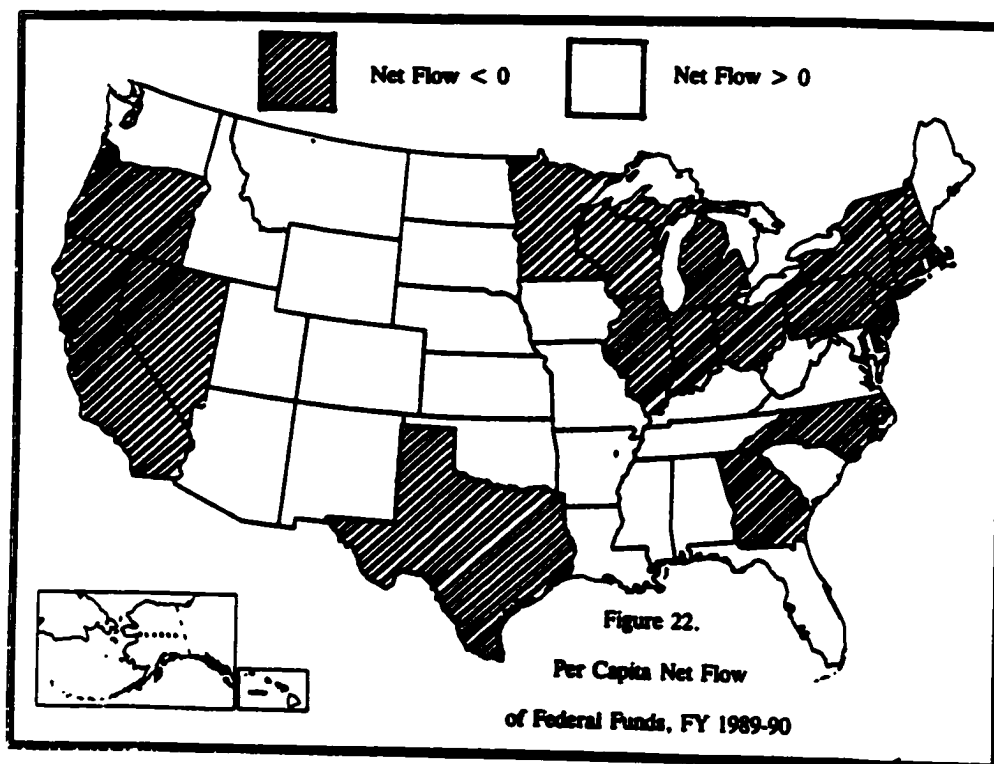 Net Flow < 0
Net Flow > 0
Figure 22.
Per Capita Net Flow
of Federal Funds, FY 1989-90